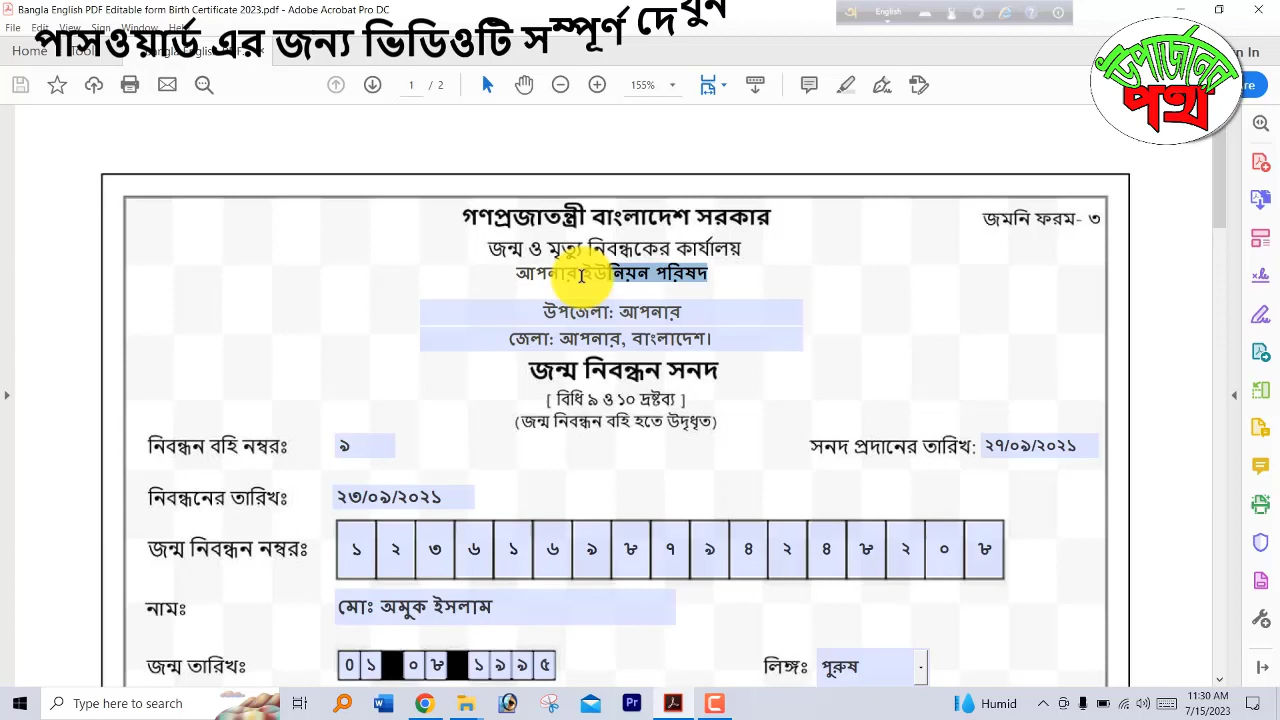 Bangla English PDF Editable form Birth Certificate 2023.pdf - Adobe Acrobat Pro DC
English
File Edit View Sign Window Help
পাসওয়ার্ড এর জন্য ভিডিওটি সম্পূর্ণ দেখুন
Home
উপার্জনের পথ
1 / 2
155%
গণপ্রজাতন্ত্রী বাংলাদেশ সরকার
জমনি ফরম- ৩
জন্ম ও মৃত্যু নিবন্ধকের কার্যালয়
আপনার ইউনিয়ন পরিষদ
উপজেলা: আপনার
জেলা: আপনার, বাংলাদেশ।
জন্ম নিবন্ধন সনদ
[ বিধি ৯ ও ১০ দ্রষ্টব্য ]
(জন্ম নিবন্ধন বহি হতে উদৃধৃত)
নিবন্ধন বহি নম্বরঃ ৯
সনদ প্রদানের তারিখ: ২৭/০৯/২০২১
নিবন্ধনের তারিখঃ ২৩/০৯/২০২১
জন্ম নিবন্ধন নম্বরঃ ১ ২ ৩ ৬ ১ ৬ ৯ ৮ ৭ ৯ ৪ ২ ৪ ৮ ২ ০ ৮
নামঃ মোঃ অমুক ইসলাম
জন্ম তারিখঃ 0 ১ ০ ৮ ১ ৯ ৯ ৫
লিঙ্গঃ পুরুষ
Type here to search
Humid
11:30 AM
7/15/2023